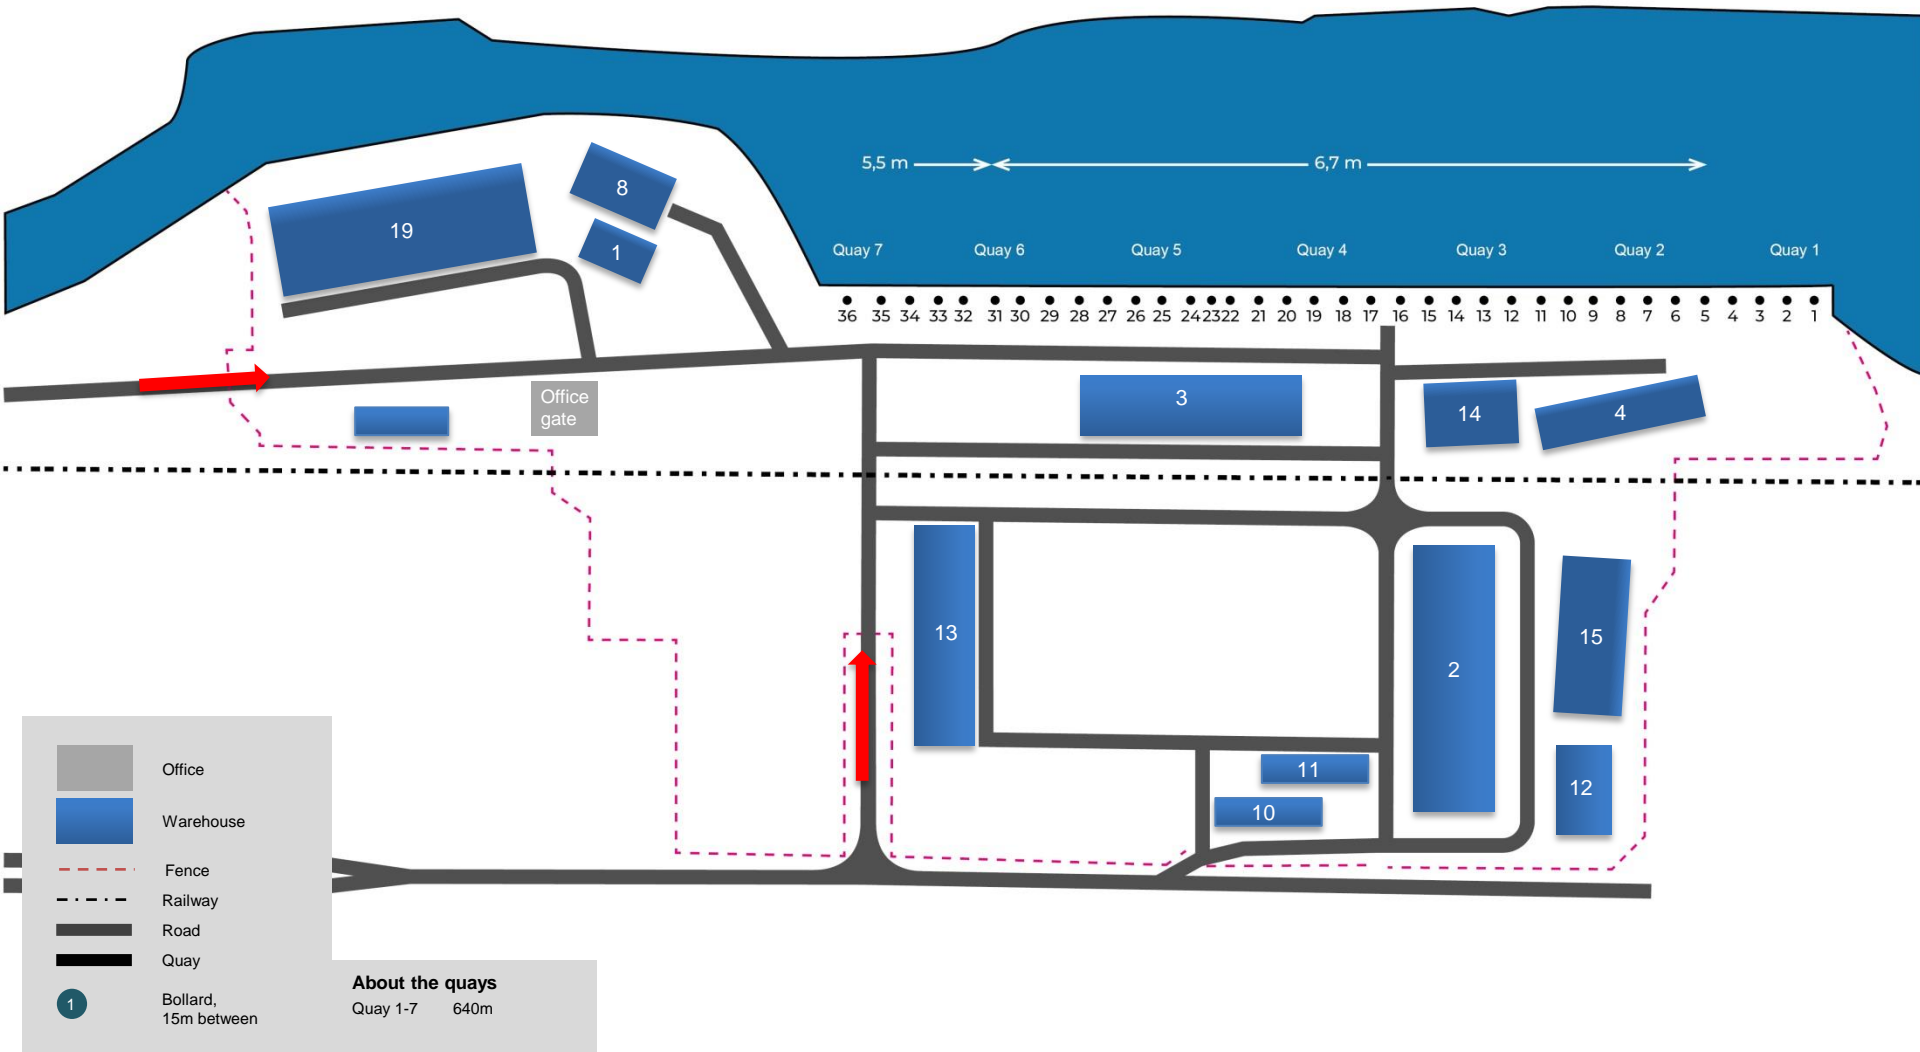 5,5 m
6,7 m
8
19
1
Quay 7 Quay 6 Quay 5 Quay 4 Quay 3 Quay 2 Quay 1
36 35 34 33 32 31 30 29 28 27 26 25 24 23 22 21 20 19 18 17 16 15 14 13 12 11 10 9 8 7 6 5 4 3 2 1
Office
gate
3
14
4
13
15
2
11
12
10
Office
Warehouse
Fence
Railway
Road
Quay
1
Bollard,
15m between
About the quays
Quay 1-7 640m